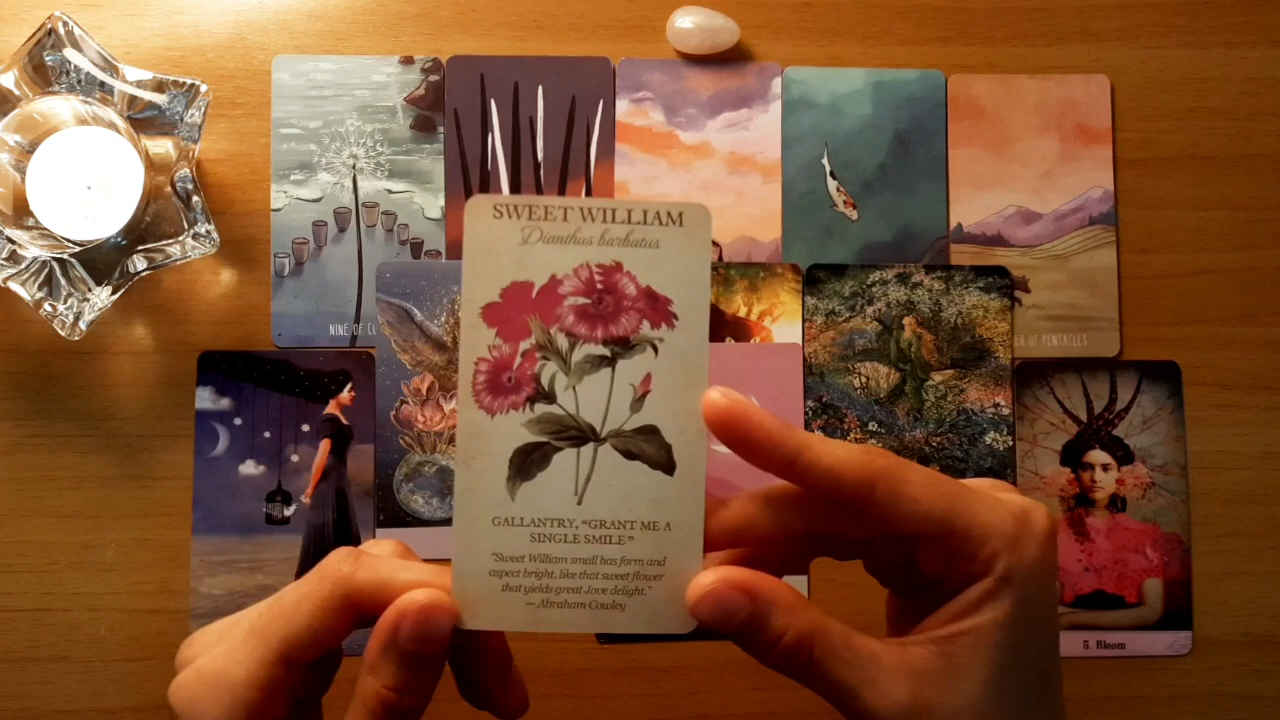 SWEET WILLIAM
Dianthus barbatus
NINE OF
GALLANTRY, "GRANT ME A
SINGLE SMILE"
"Sweet William small has form and
aspect bright, like that sweet flower
that yields great Jove delight."
— Abraham Cowley
OF PENTACLES
5. Bloom